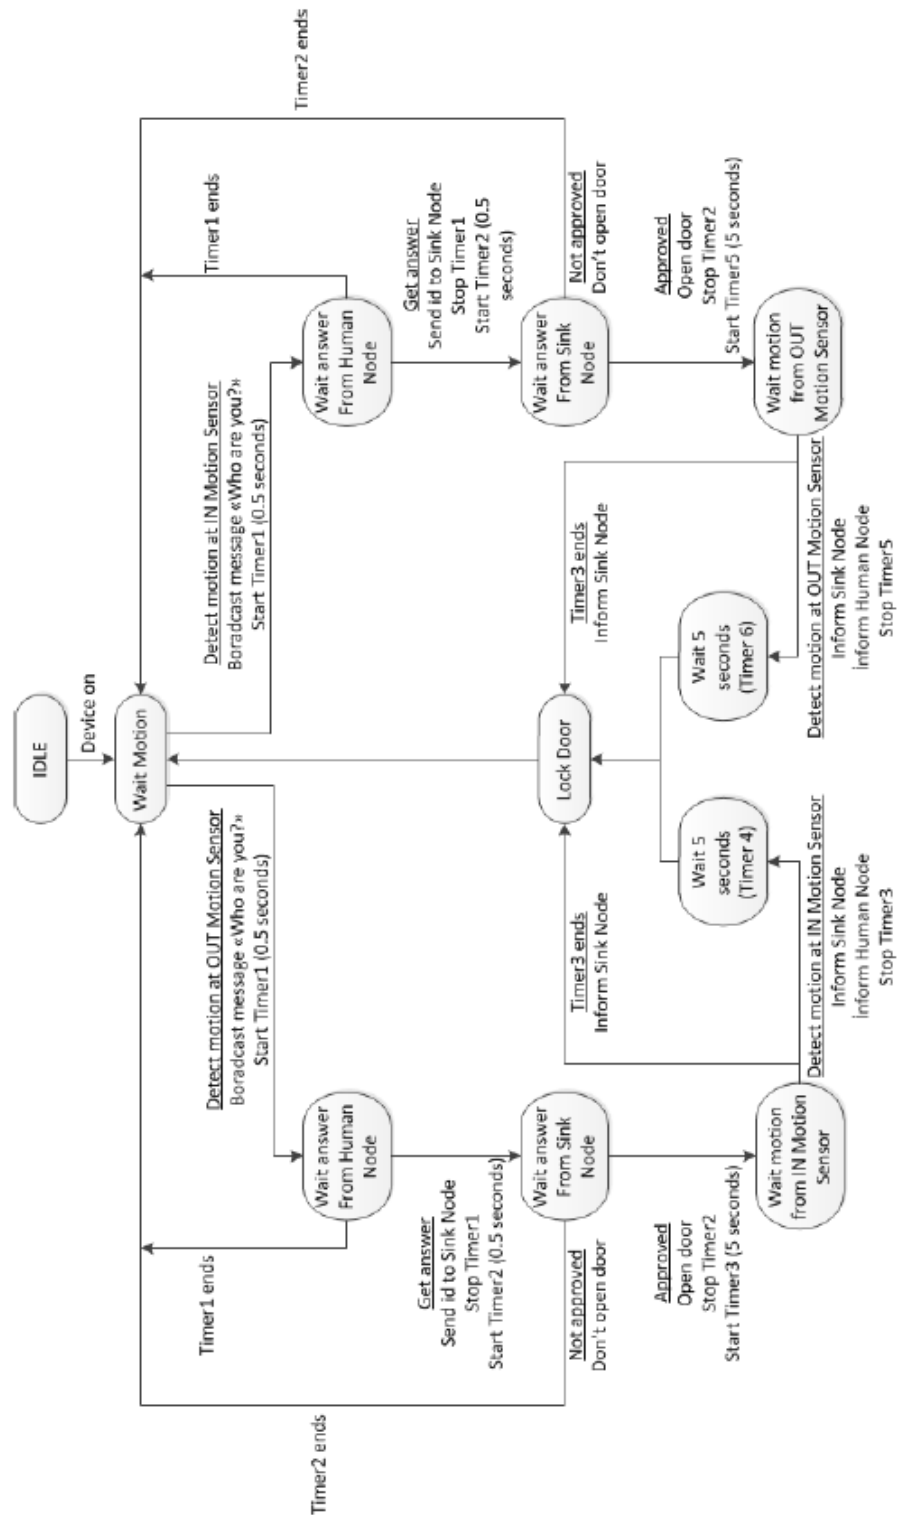 IDLE
Device on
Wait Motion
Timer1 ends
Detect motion at OUT Motion Sensor
Boradcast message «Who are you?»
Start Timer1 (0.5 seconds)
Detect motion at IN Motion Sensor
Boradcast message «Who are you?»
Start Timer1 (0.5 seconds)
Timer1 ends
Timer2 ends
Timer2 ends
Wait answer
From Human
Node
Wait answer
From Human
Node
Get answer
Send id to Sink Node
Stop Timer1
Start Timer2 (0.5 seconds)
Get answer
Send id to Sink Node
Stop Timer1
Start Timer2 (0.5
seconds)
Not approved
Don't open door
Wait answer
From Sink
Node
Timer3 ends
Inform Sink Node
Lock Door
Timer3 ends
Inform Sink Node
Wait answer
From Sink
Node
Not approved
Don't open door
Approved
Open door
Stop Timer2
Start Timer3 (5 seconds)
Wait 5
seconds
(Timer 4)
Wait 5
seconds
(Timer 6)
Approved
Open door
Stop Timer2
Start Timer5 (5 seconds)
Wait motion
from IN Motion
Sensor
Detect motion at IN Motion Sensor
Inform Sink Node
İnform Human Node
Stop Timer3
Detect motion at OUT Motion Sensor
Inform Sink Node
İnform Human Node
Stop Timer5
Wait motion
from OUT
Motion Sensor